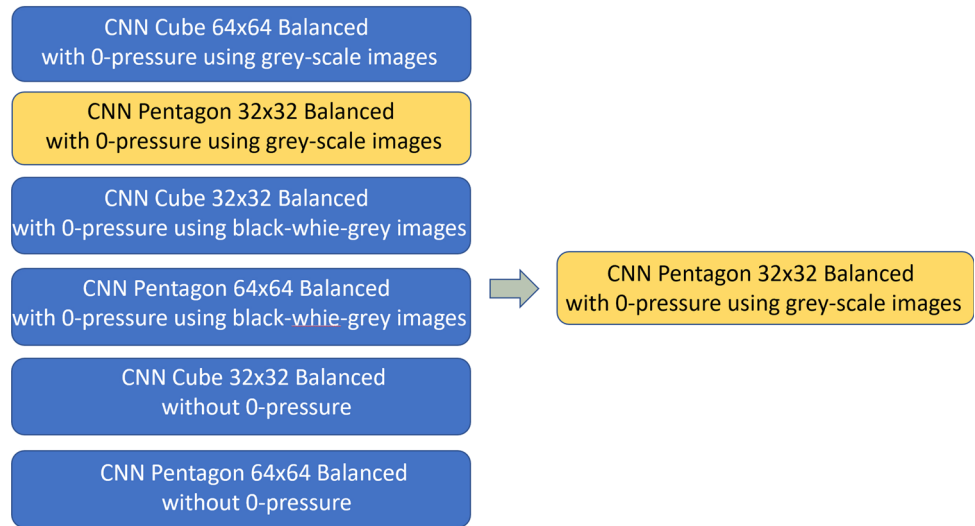 CNN Cube 64x64 Balanced
with 0-pressure using grey-scale images
CNN Pentagon 32x32 Balanced
with 0-pressure using grey-scale images
CNN Cube 32x32 Balanced
with 0-pressure using black-whie-grey images
CNN Pentagon 64x64 Balanced
with 0-pressure using black-whie-grey images
CNN Cube 32x32 Balanced
without 0-pressure
CNN Pentagon 64x64 Balanced
without 0-pressure
CNN Pentagon 32x32 Balanced
with 0-pressure using grey-scale images